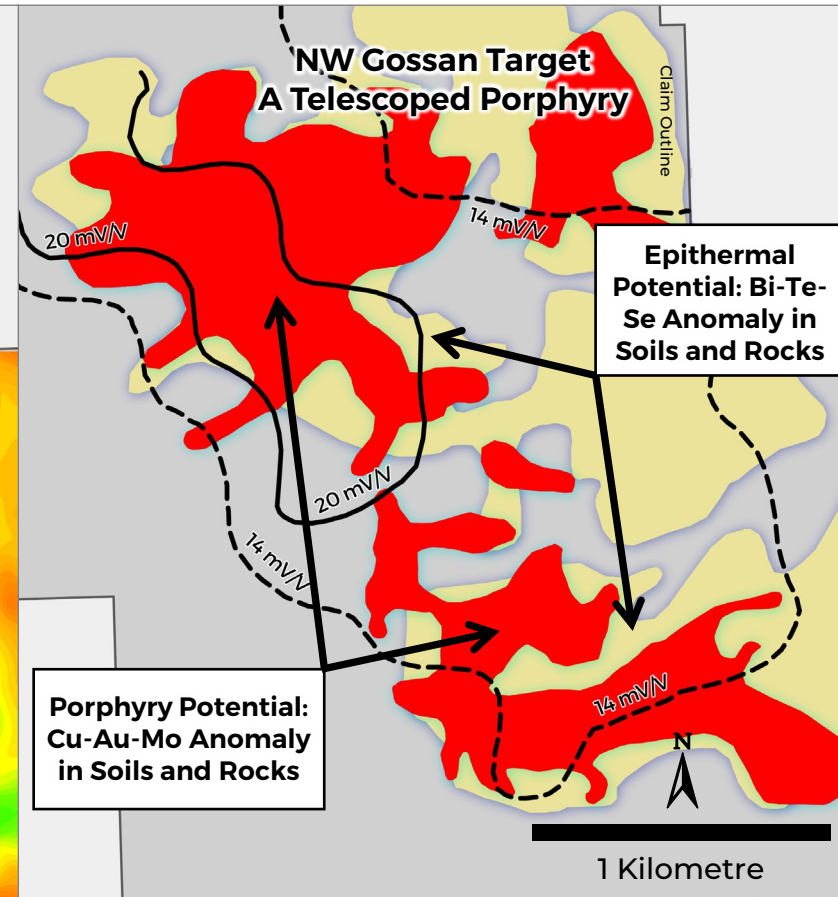 NW Gossan Target
A Telescoped Porphyry
Claim Outline
14 mV/V
20 mV/V
Epithermal
Potential: Bi-Te-
Se Anomaly in
Soils and Rocks
20 mV/V
14 mV/V
14 mV/V
Porphyry Potential:
Cu-Au-Mo Anomaly
in Soils and Rocks
N
1 Kilometre